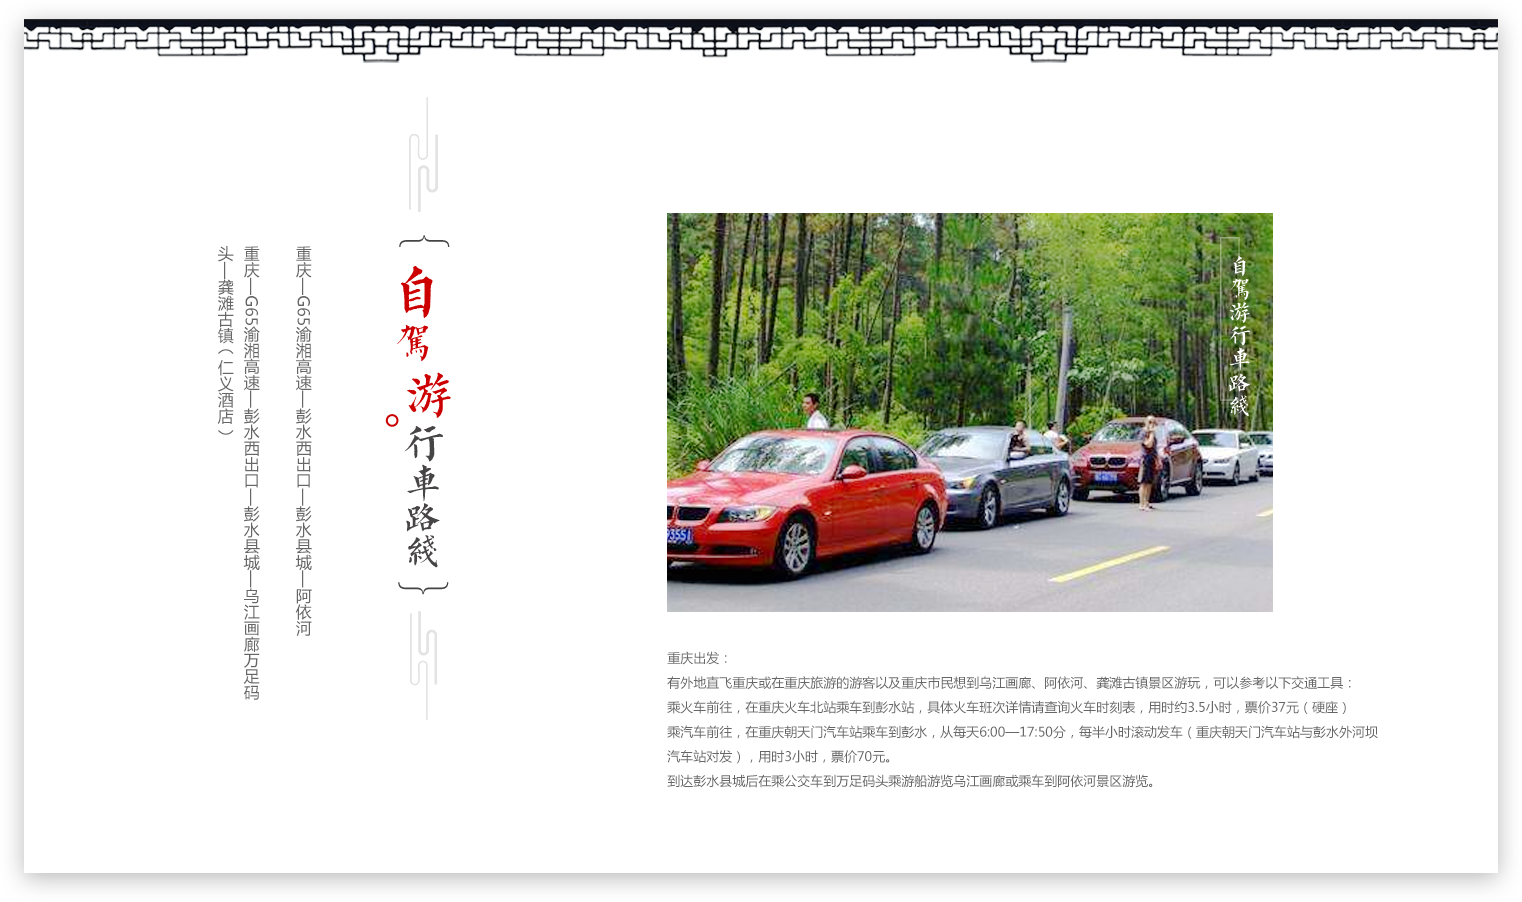 自駕游行車路綫
重庆—G65渝湘高速—彭水西出口—彭水县城—阿依河
重庆—G65渝湘高速—彭水西出口—彭水县城—乌江画廊万足码
头—龚滩古镇（仁义酒店）
自駕游行車路綫
重庆出发：
有外地直飞重庆或在重庆旅游的游客以及重庆市民想到乌江画廊、阿依河、龚滩古镇景区游玩，可以参考以下交通工具：
乘火车前往，在重庆火车北站乘车到彭水站，具体火车班次详情请查询火车时刻表，用时约3.5小时，票价37元（硬座）
乘汽车前往，在重庆朝天门汽车站乘车到彭水，从每天6:00—17:50分，每半小时滚动发车（重庆朝天门汽车站与彭水外河坝
汽车站对发），用时3小时，票价70元。
到达彭水县城后在乘公交车到万足码头乘游船游览乌江画廊或乘车到阿依河景区游览。